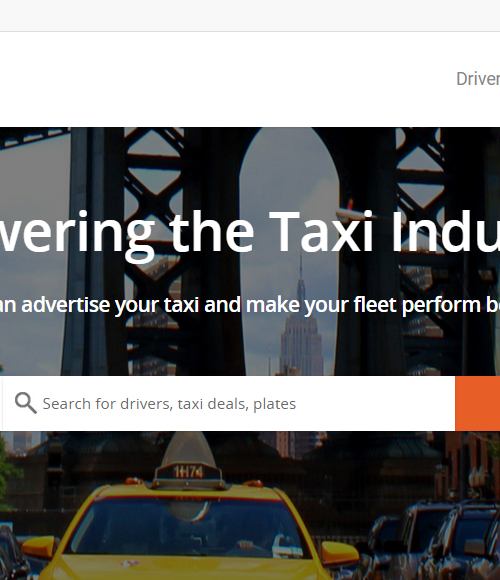 Driver
wering the Taxi Indu
an advertise your taxi and make your fleet perform be
Search for drivers, taxi deals, plates
1H74